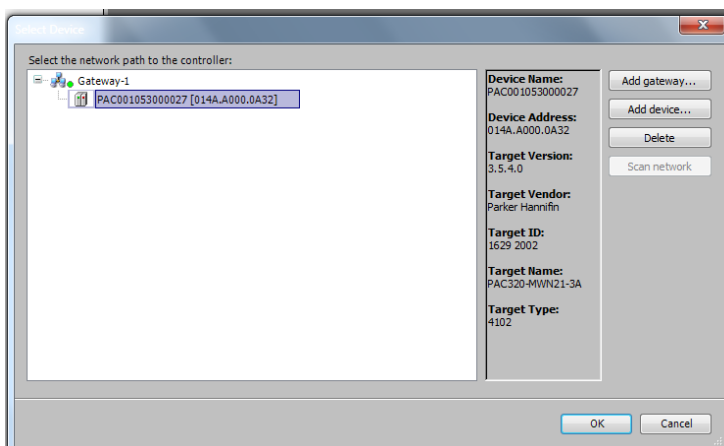 Select Device
Select the network path to the controller:
Gateway-1
PAC001053000027 [014A.A000.0A32]
Device Name:
PAC001053000027
Device Address:
014A.A000.0A32
Target Version:
3.5.4.0
Target Vendor:
Parker Hannifin
Target ID:
1629 2002
Target Name:
PAC320-MWN21-3A
Target Type:
4102
Add gateway...
Add device...
Delete
Scan network
OK
Cancel